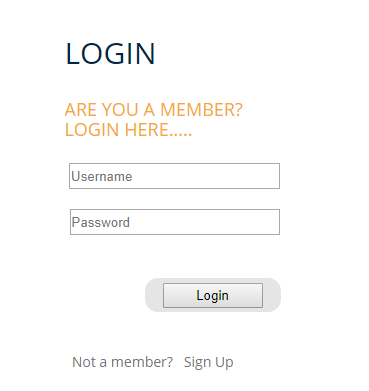 LOGIN
ARE YOU A MEMBER?
LOGIN HERE.....
Username
Password
Login
Not a member? Sign Up